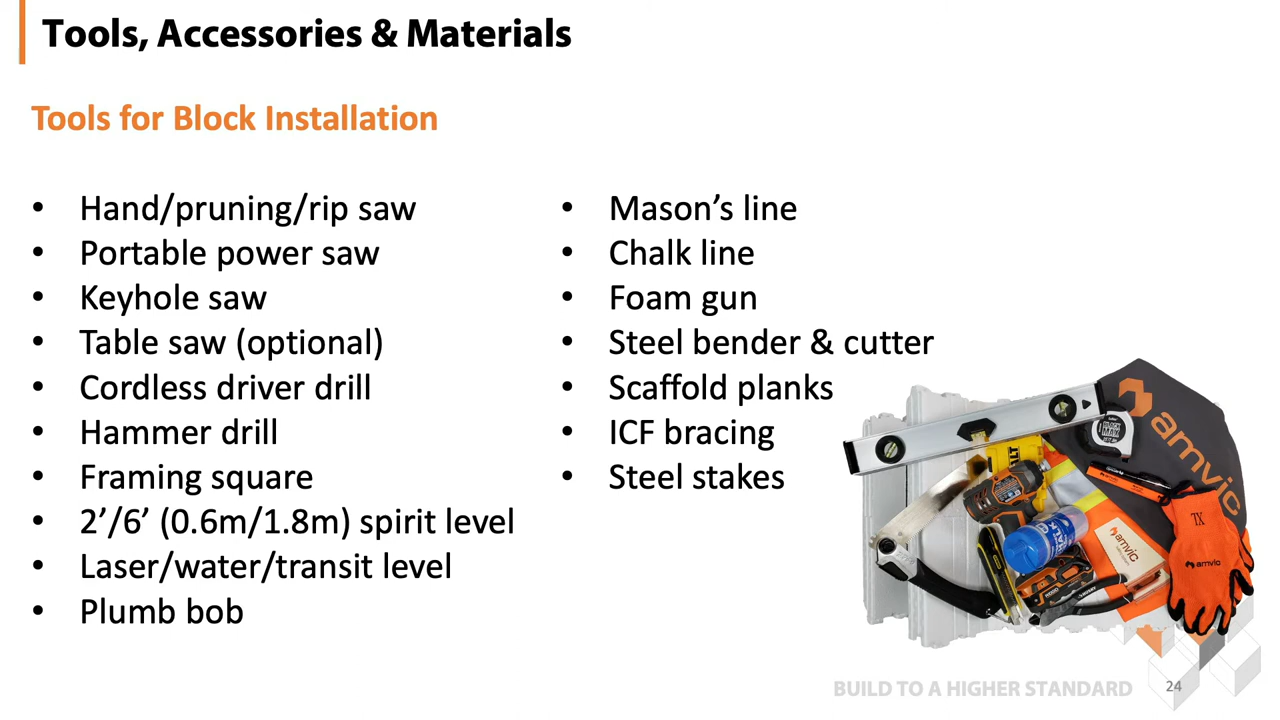 Tools, Accessories & Materials
Tools for Block Installation
• Hand/pruning/rip saw
• Portable power saw
• Keyhole saw
• Table saw (optional)
• Cordless driver drill
• Hammer drill
• Framing square
• 2’/6’ (0.6m/1.8m) spirit level
• Laser/water/transit level
• Plumb bob
• Mason’s line
• Chalk line
• Foam gun
• Steel bender & cutter
• Scaffold planks
• ICF bracing
• Steel stakes
amvic
amvic
amvic
BUILD TO A HIGHER STANDARD
24